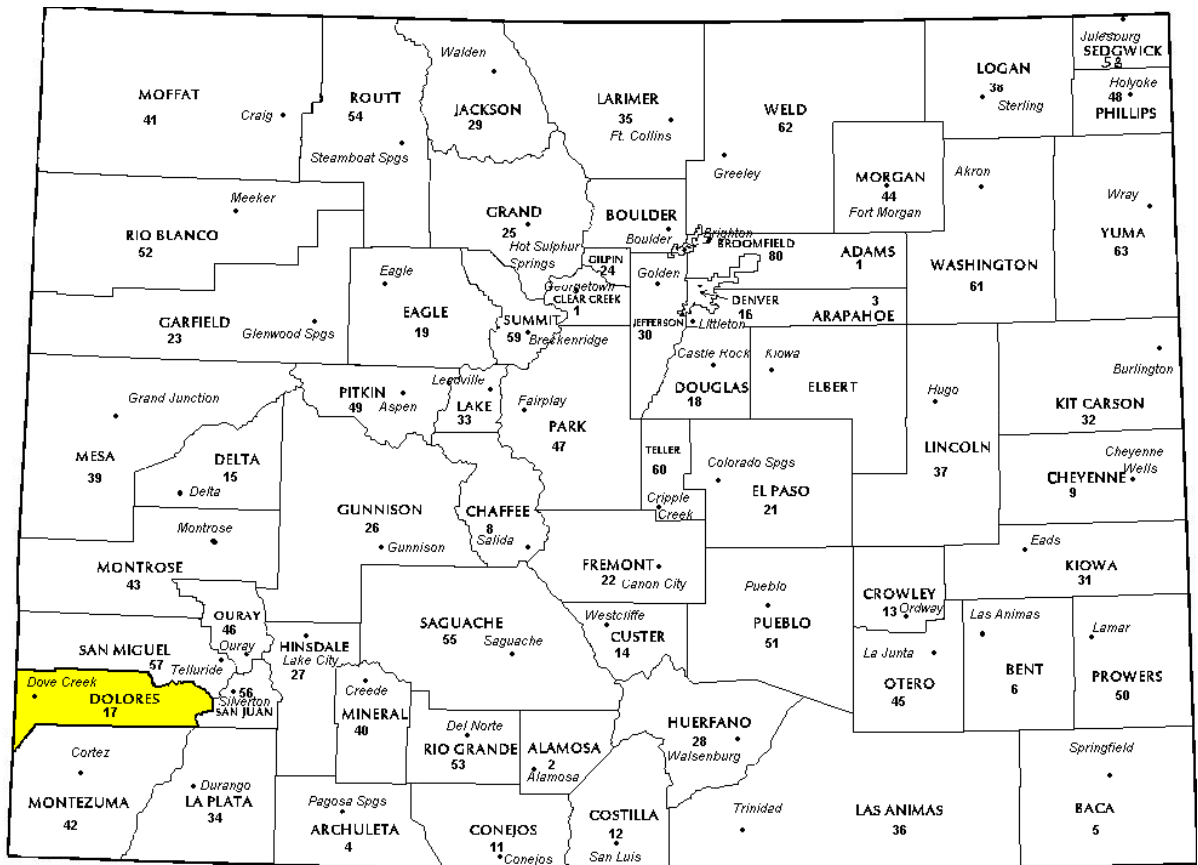 Walden
Julesburg
SEDGWICK
58
LOGAN
38
Sterling
Holyoke
48
PHILLIPS
MOFFAT
41
Craig
ROUTT
54
Steamboat Spgs
JACKSON
29
LARIMER
35
Ft. Collins
WELD
62
Greeley
MORGAN
44
Fort Morgan
Akron
Wray
YUMA
63
Meeker
RIO BLANCO
52
GRAND
25
Hot Sulphur
Springs
BOULDER
Boulder
Brighton
BROOMFIELD
80
ADAMS
1
WASHINGTON
61
GILPIN
24
Golden
Georgetown
CLEAR CREEK
1
DENVER
16
3
ARAPAHOE
Littleton
JEFFERSON
30
Eagle
EAGLE
19
SUMMIT
59
Breckenridge
GARFIELD
23
Glenwood Spgs
Castle Rock
DOUGLAS
18
Kiowa
ELBERT
Hugo
LINCOLN
37
Burlington
KIT CARSON
32
Grand Junction
MESA
39
PITKIN
49
Aspen
Leadville
LAKE
33
Fairplay
PARK
47
DELTA
15
Delta
TELLER
60
Cripple
Creek
Colorado Spgs
EL PASO
21
Cheyenne
Wells
CHEYENNE
9
GUNNISON
26
Gunnison
CHAFFEE
8
Salida
Montrose
MONTROSE
43
FREMONT
22
Canon City
Eads
KIOWA
31
Pueblo
PUEBLO
51
CROWLEY
13
Ordway
OURAY
46
Ouray
HINSDALE
Lake City
27
SAGUACHE
55
Saguache
Westcliffe
CUSTER
14
Las Animas
BENT
6
Lamar
PROWERS
50
La Junta
OTERO
45
SAN MIGUEL
57
Telluride
Dove Creek
DOLORES
17
56
Silverton
SAN JUAN
Creede
MINERAL
40
Del Norte
RIO GRANDE
53
ALAMOSA
2
Alamosa
HUERFANO
28
Walsenburg
Cortez
MONTEZUMA
42
Durango
LA PLATA
34
Pagosa Spgs
ARCHULETA
4
CONEJOS
11
Conejos
COSTILLA
12
San Luis
Trinidad
LAS ANIMAS
36
Springfield
BACA
5